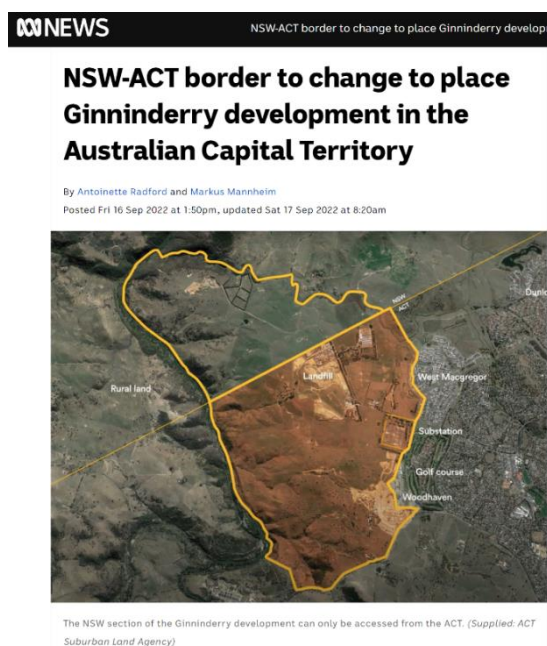 NEWS
NSW-ACT border to change to place Ginninderry develop
NSW-ACT border to change to place
Ginninderry development in the
Australian Capital Territory
By Antoinette Radford and Markus Mannheim
Posted Fri 16 Sep 2022 at 1:50pm, updated Sat 17 Sep 2022 at 8:20am
NSW
ACT
Dunlo
Landfill
West Macgregor
Rural land
Substation
Golf course
Woodhaven
The NSW section of the Ginninderry development can only be accessed from the ACT. (Supplied: ACT
Suburban Land Agency)